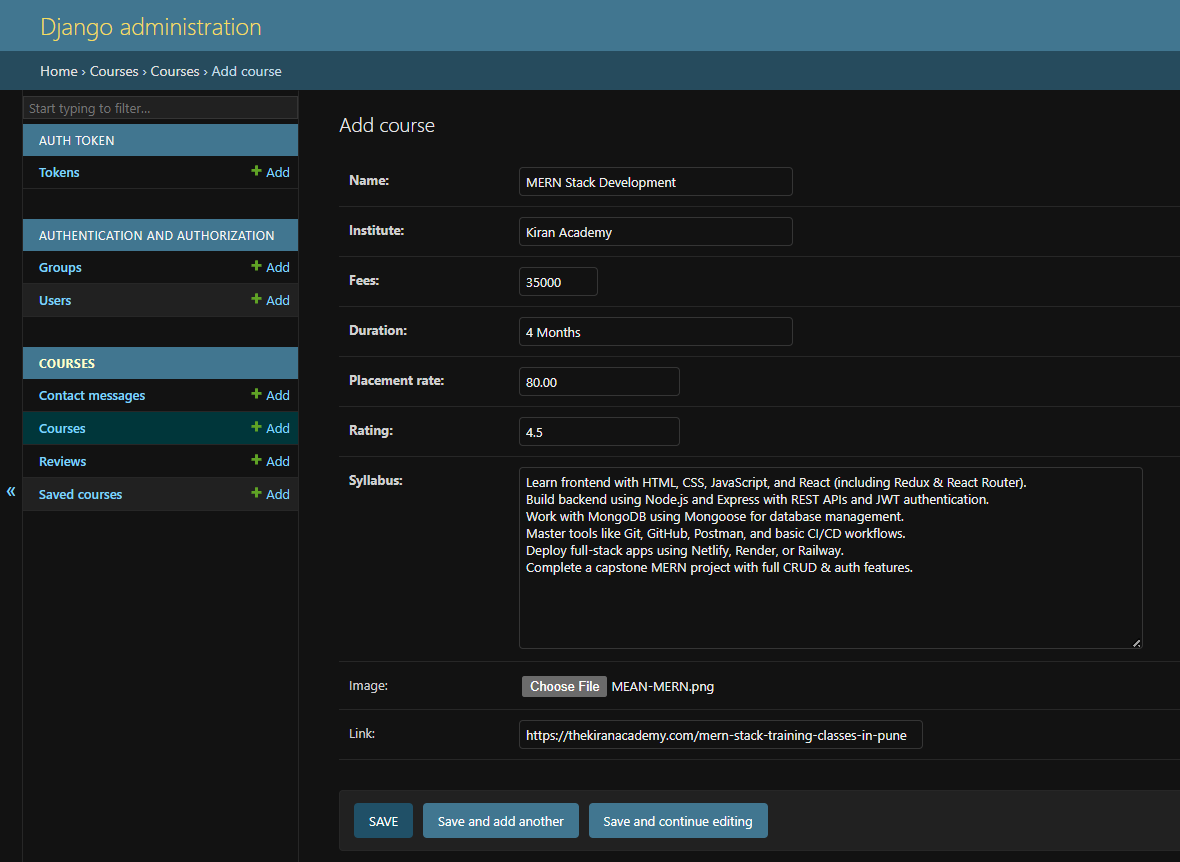 Django administration
Home › Courses › Courses › Add course
Start typing to filter...
AUTH TOKEN
Tokens + Add
AUTHENTICATION AND AUTHORIZATION
Groups + Add
Users + Add
COURSES
Contact messages + Add
Courses + Add
Reviews + Add
Saved courses + Add
«
Add course
Name: MERN Stack Development
Institute: Kiran Academy
Fees: 35000
Duration: 4 Months
Placement rate: 80.00
Rating: 4.5
Syllabus: Learn frontend with HTML, CSS, JavaScript, and React (including Redux & React Router).
Build backend using Node.js and Express with REST APIs and JWT authentication.
Work with MongoDB using Mongoose for database management.
Master tools like Git, GitHub, Postman, and basic CI/CD workflows.
Deploy full-stack apps using Netlify, Render, or Railway.
Complete a capstone MERN project with full CRUD & auth features.
Image: Choose File MEAN-MERN.png
Link: https://thekiranacademy.com/mern-stack-training-classes-in-pune
SAVE Save and add another Save and continue editing